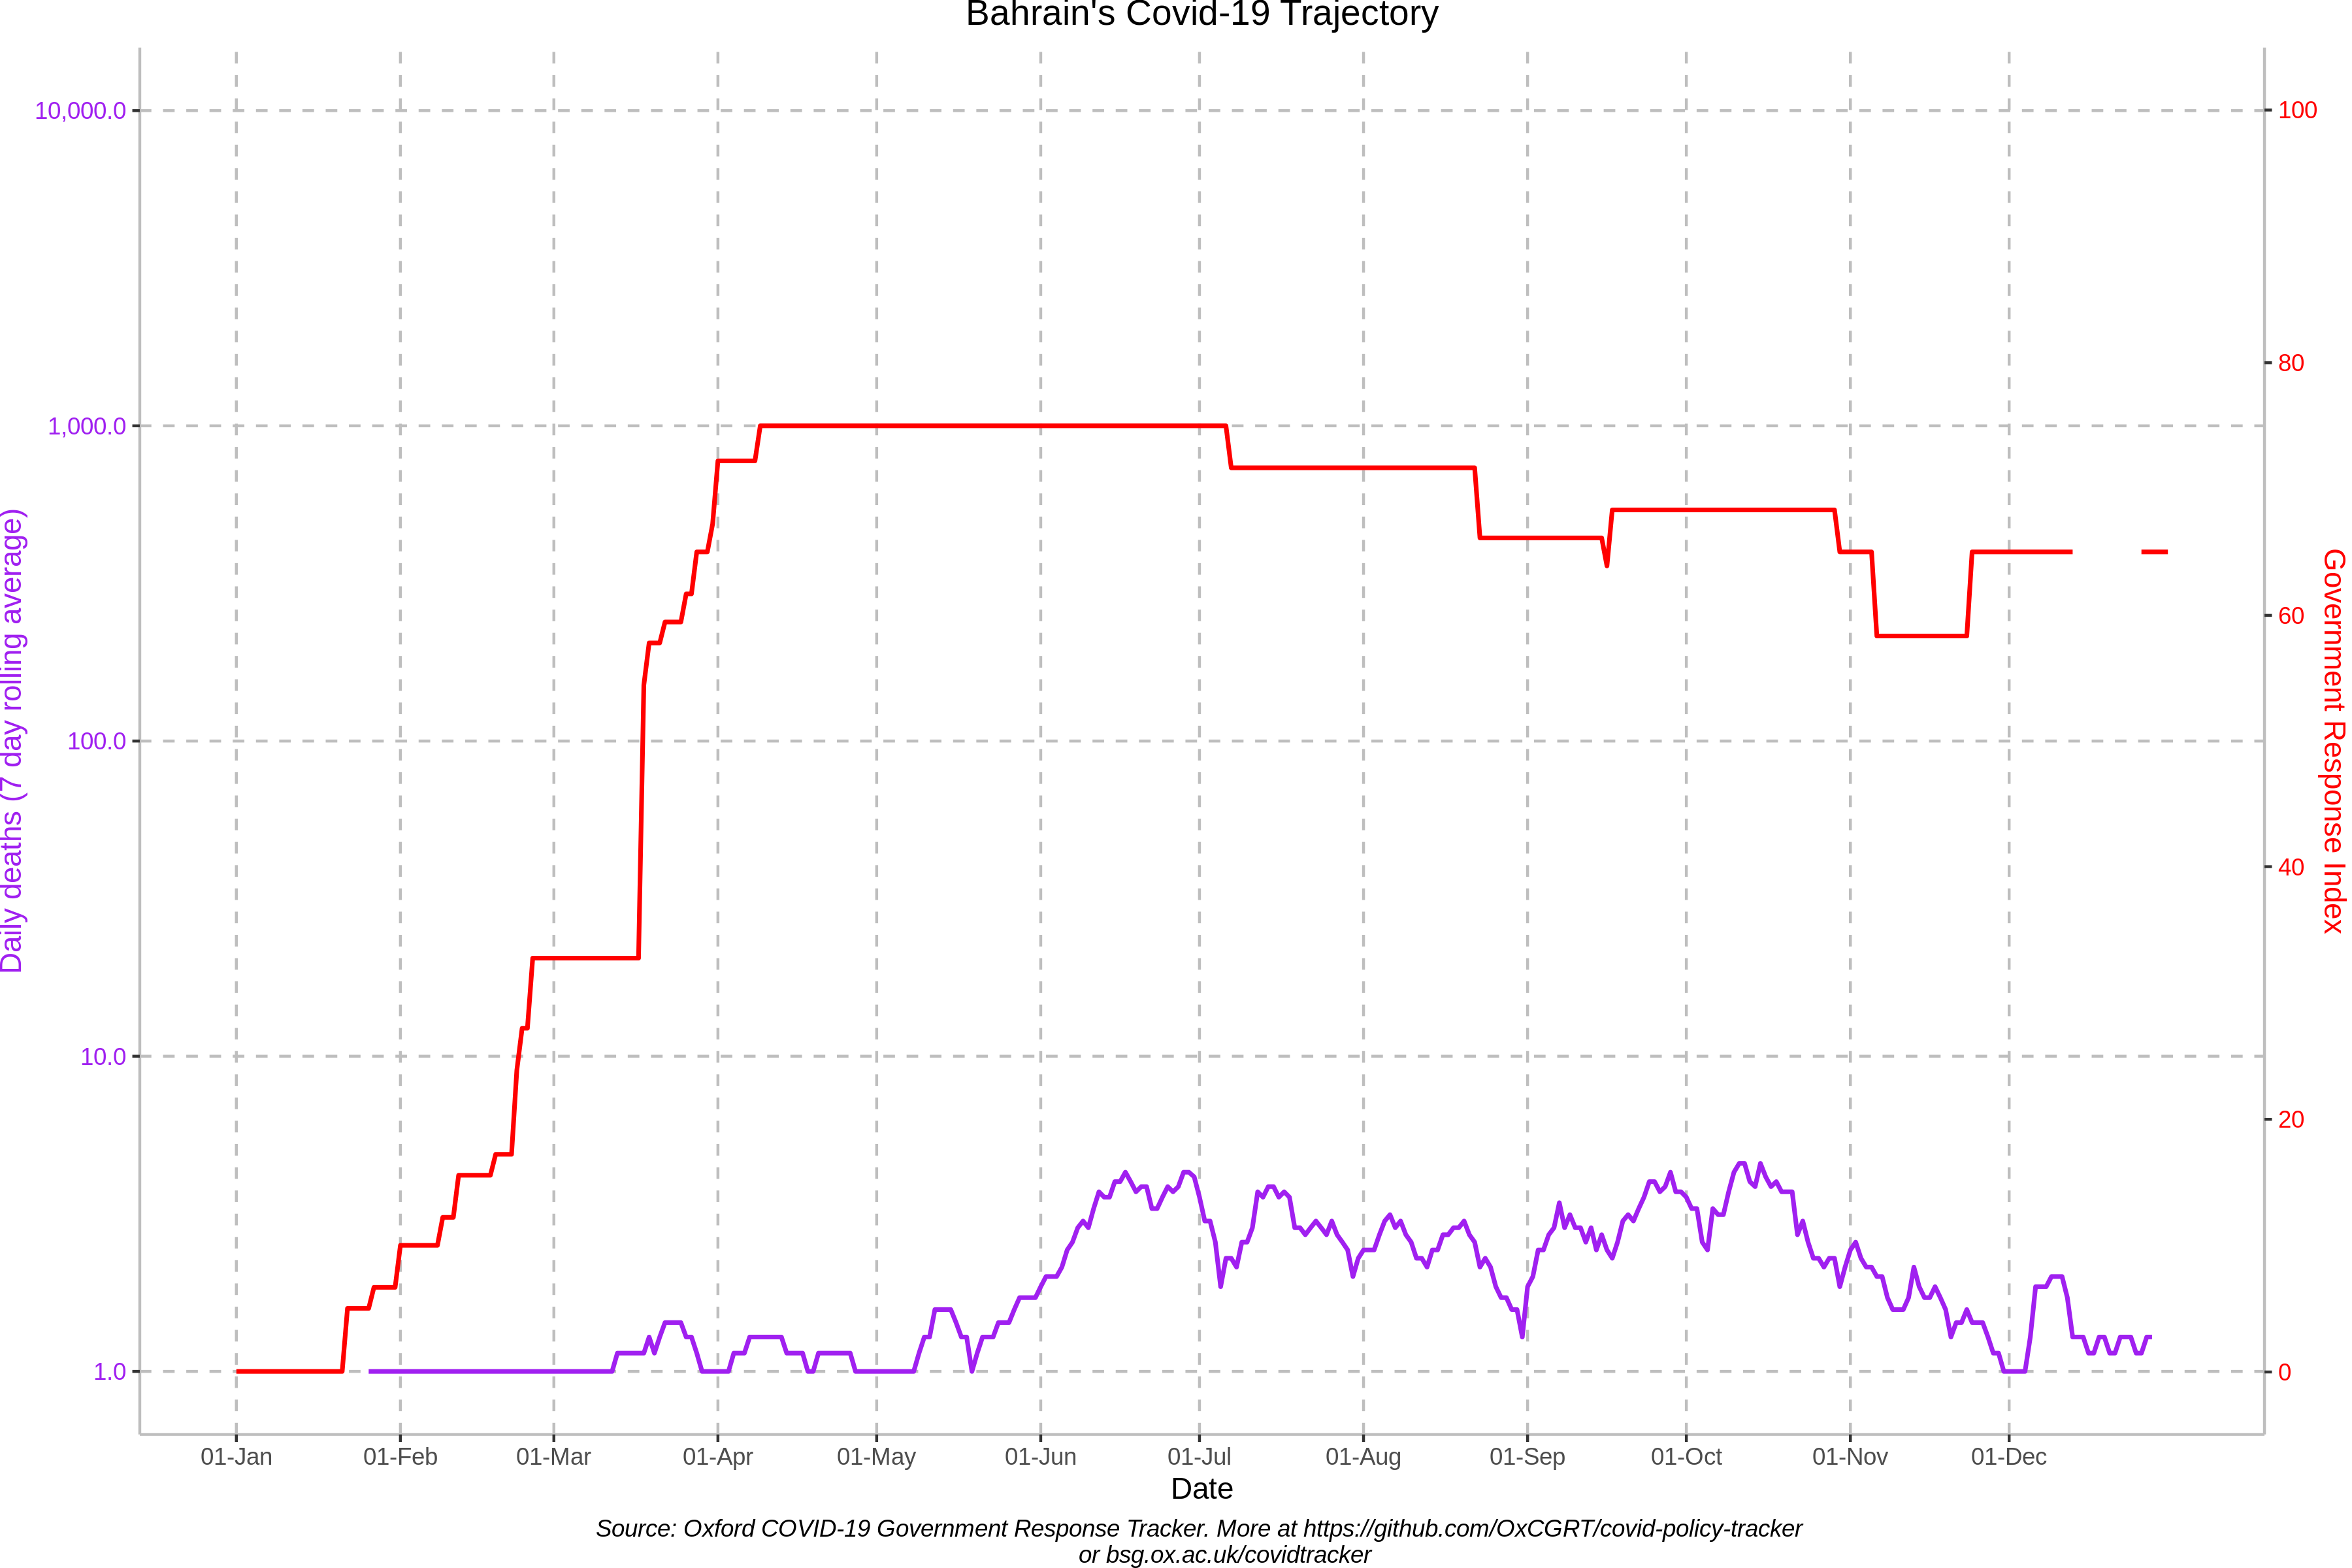 Bahrain's Covid-19 Trajectory
10,000.0
1,000.0
100.0
10.0
1.0
Daily deaths (7 day rolling average)
100
80
60
40
20
0
Government Response Index
01-Jan 01-Feb 01-Mar 01-Apr 01-May 01-Jun 01-Jul 01-Aug 01-Sep 01-Oct 01-Nov 01-Dec
Date
Source: Oxford COVID-19 Government Response Tracker. More at https://github.com/OxCGRT/covid-policy-tracker
or bsg.ox.ac.uk/covidtracker